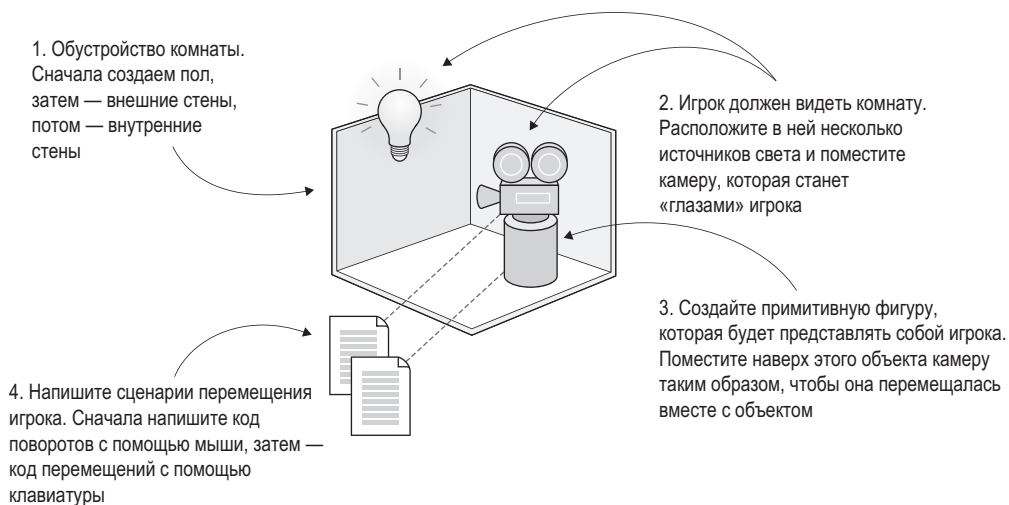 1. Обустройство комнаты.
Сначала создаем пол,
затем — внешние стены,
потом — внутренние
стены
2. Игрок должен видеть комнату.
Расположите в ней несколько
источников света и поместите
камеру, которая станет
«глазами» игрока
3. Создайте примитивную фигуру,
которая будет представлять собой игрока.
Поместите наверх этого объекта камеру
таким образом, чтобы она перемещалась
вместе с объектом
4. Напишите сценарии перемещения
игрока. Сначала напишите код
поворотов с помощью мыши, затем —
код перемещений с помощью
клавиатуры